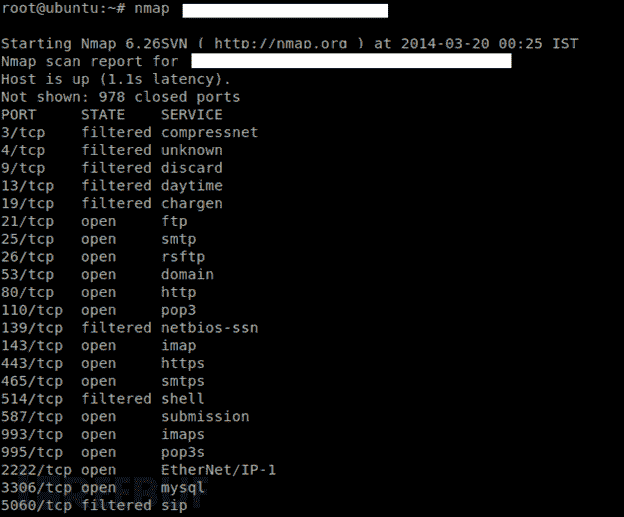 root@ubuntu:~# nmap
Starting Nmap 6.26SVN ( http://nmap.org ) at 2014-03-20 00:25 IST
Nmap scan report for
Host is up (1.1s latency).
Not shown: 978 closed ports
PORT     STATE    SERVICE
3/tcp    filtered compressnet
4/tcp    filtered unknown
9/tcp    filtered discard
13/tcp   filtered daytime
19/tcp   filtered chargen
21/tcp   open     ftp
25/tcp   open     smtp
26/tcp   open     rsftp
53/tcp   open     domain
80/tcp   open     http
110/tcp  open     pop3
139/tcp  filtered netbios-ssn
143/tcp  open     imap
443/tcp  open     https
465/tcp  open     smtps
514/tcp  filtered shell
587/tcp  open     submission
993/tcp  open     imaps
995/tcp  open     pop3s
2222/tcp open     EtherNet/IP-1
3306/tcp open     mysql
5060/tcp filtered sip